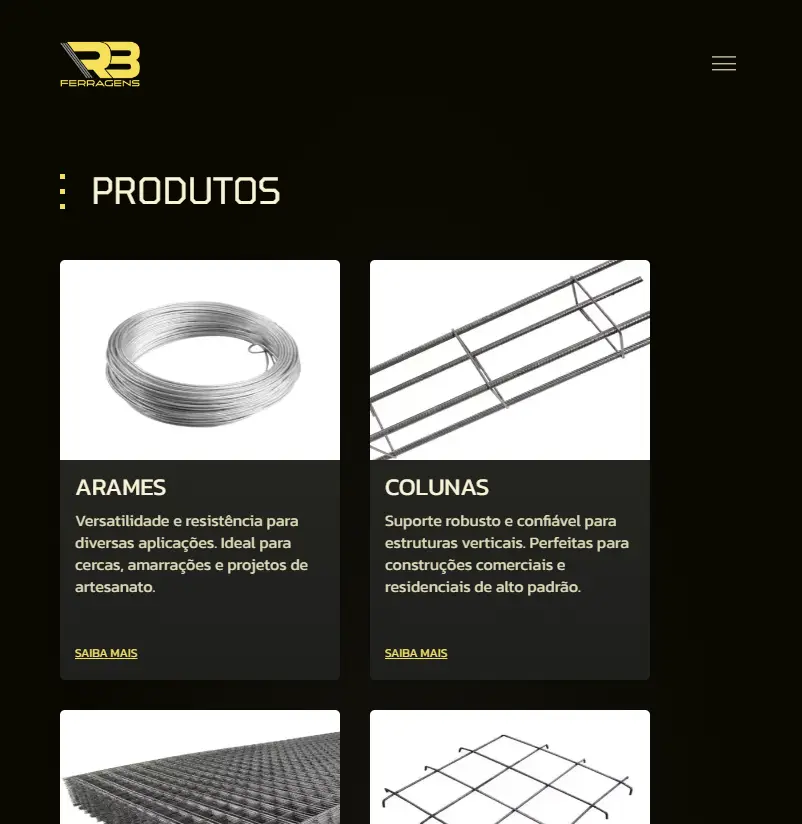 RB
FERRAGENS
PRODUTOS
ARAMES
Versatilidade e resistência para
diversas aplicações. Ideal para
cercas, amarrações e projetos de
artesanato.
SAIBA MAIS
COLUNAS
Suporte robusto e confiável para
estruturas verticais. Perfeitas para
construções comerciais e
residenciais de alto padrão.
SAIBA MAIS